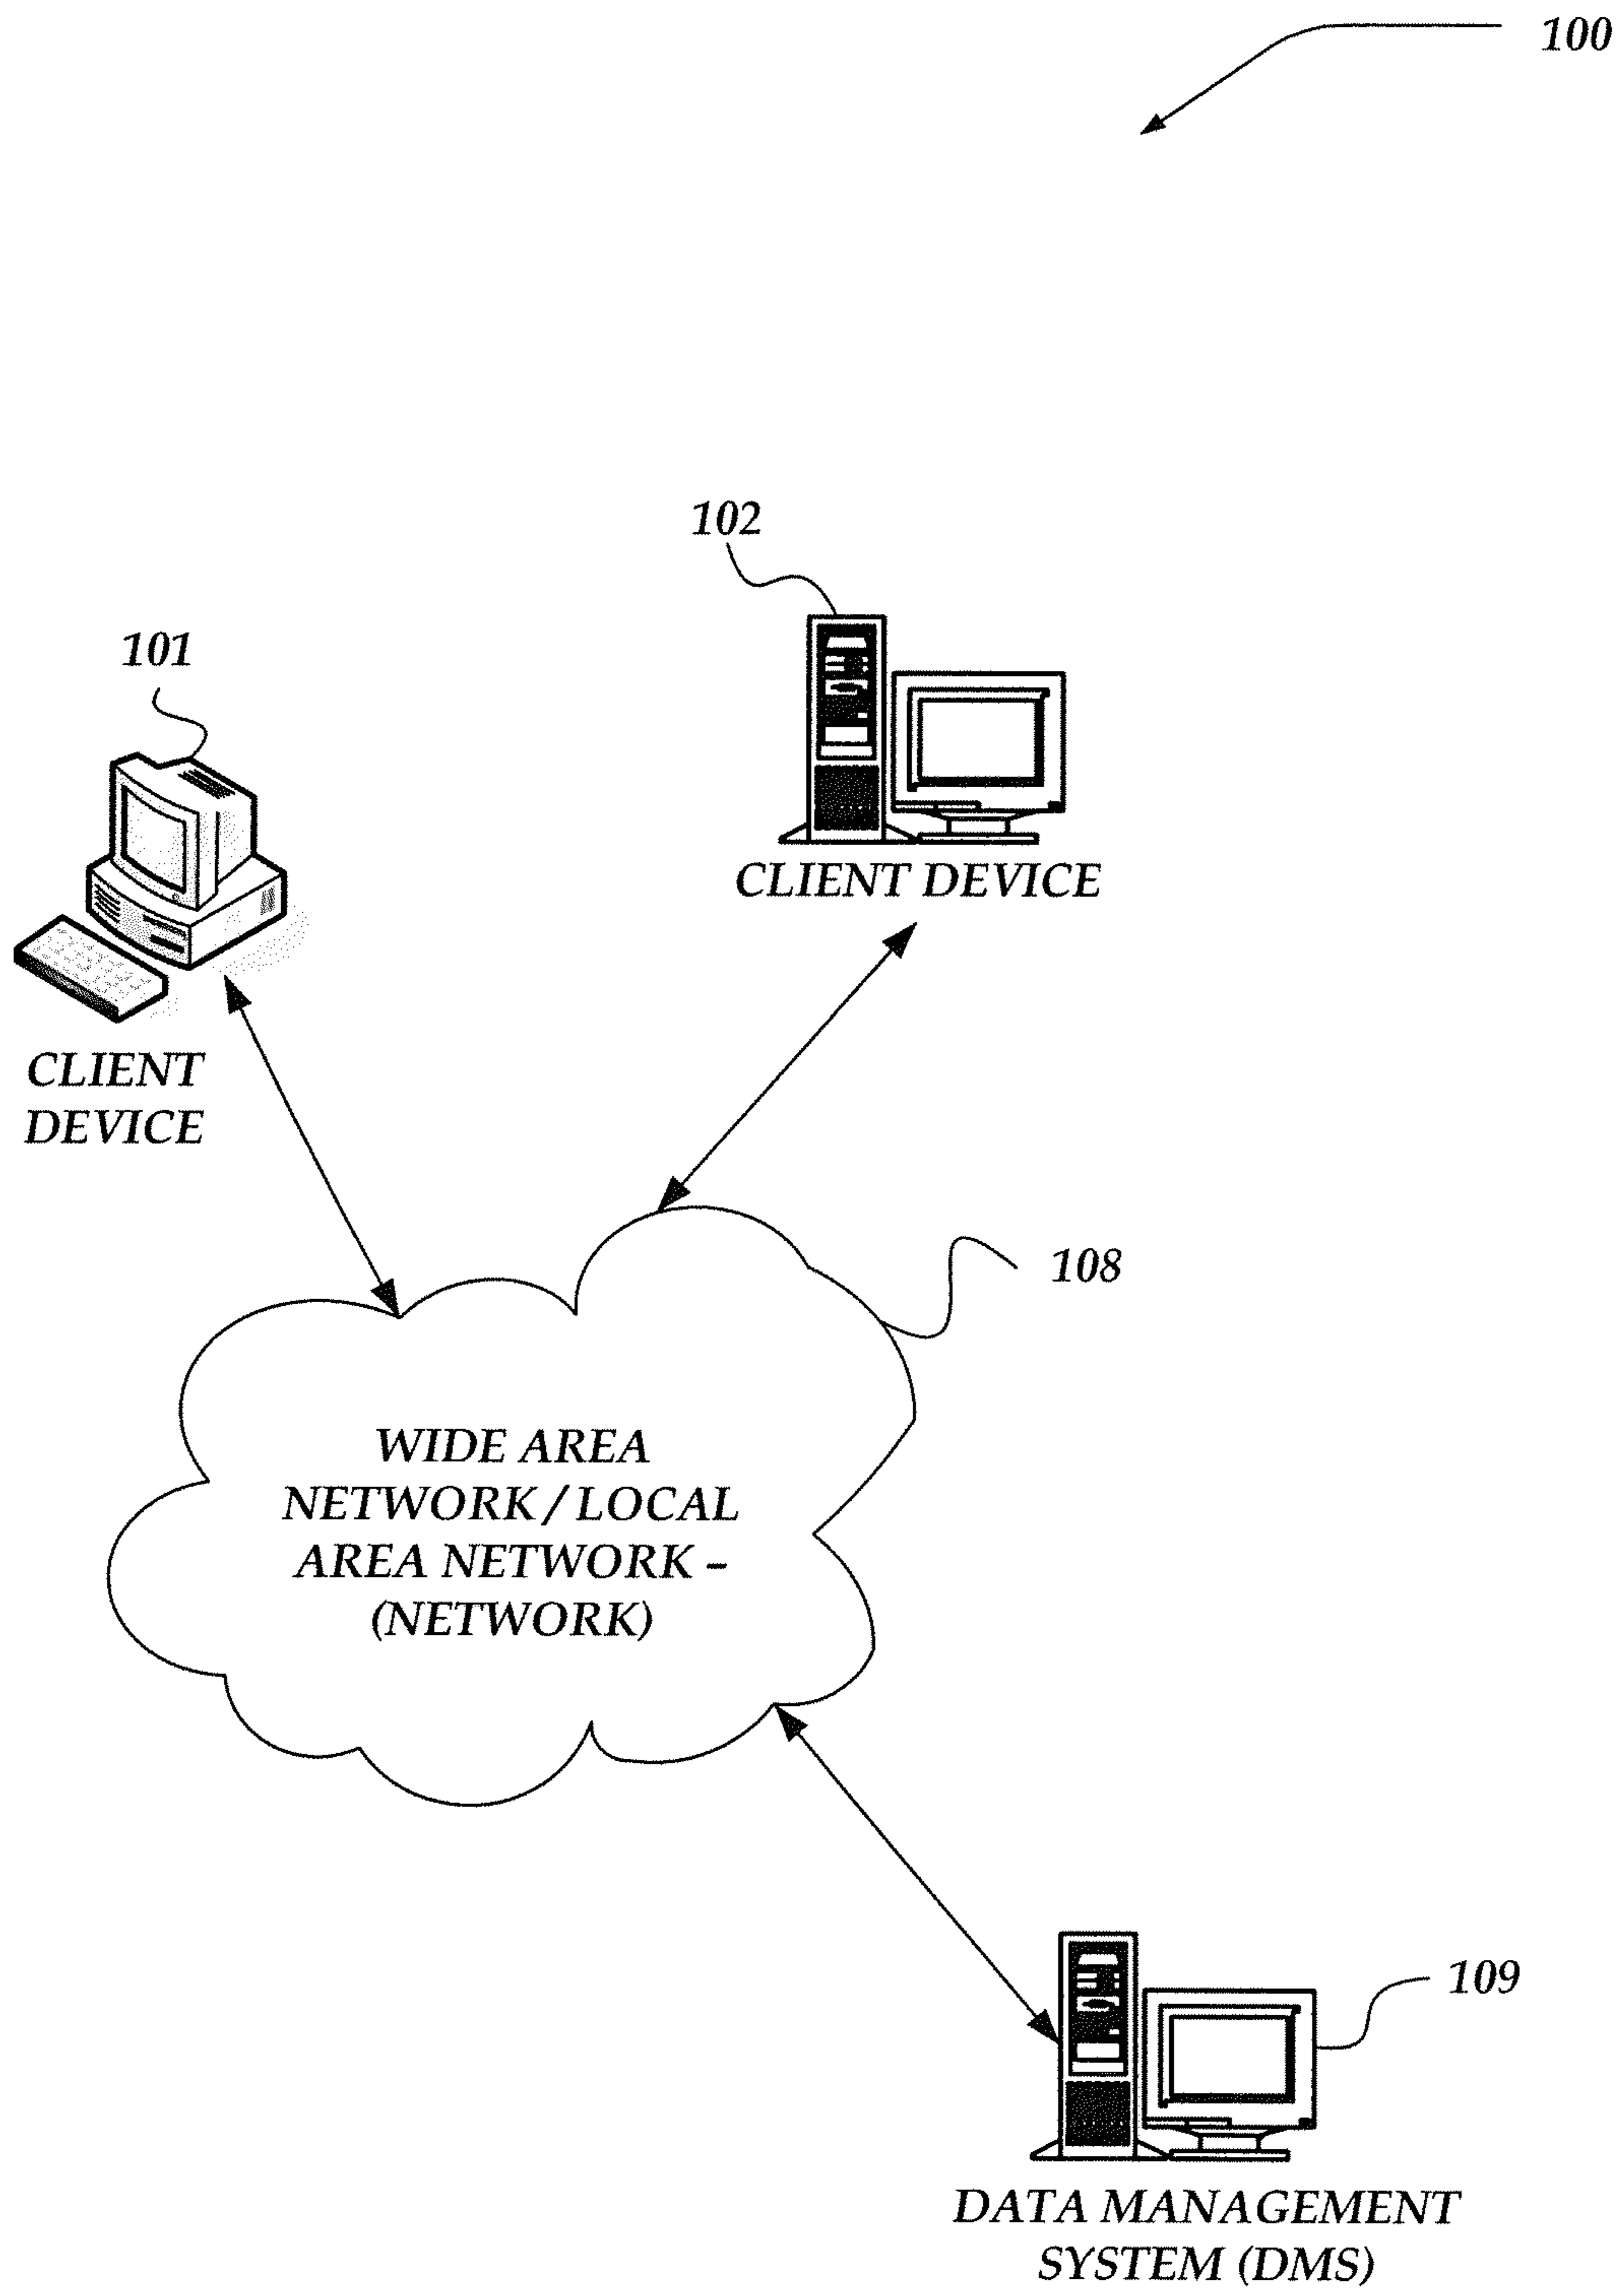 100
102
101
CLIENT DEVICE
CLIENT
DEVICE
108
WIDE AREA
NETWORK / LOCAL
AREA NETWORK –
(NETWORK)
109
DATA MANAGEMENT
SYSTEM (DMS)